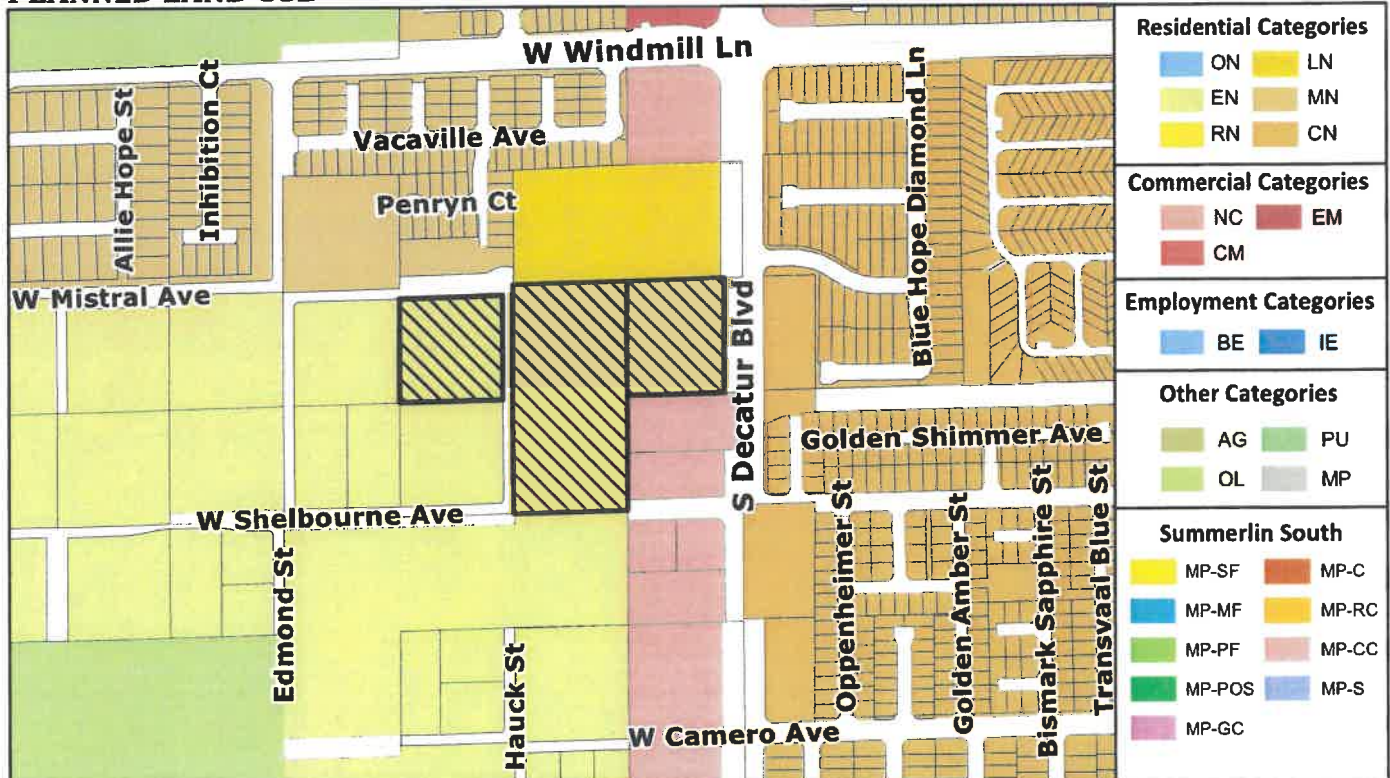 PLANNED LAND USE
W Windmill Ln
Allie Hope St
Inhibition Ct
Vacaville Ave
Penryn Ct
Blue Hope Diamond Ln
W Mistral Ave
S Decatur Blvd
Golden Shimmer Ave
W Shelbourne Ave
Edmond St
Hauck St
Oppenheimer St
Golden Amber St
Bismark Sapphire St
Transvaal Blue St
W Camero Ave
Residential Categories
ON LN
EN MN
RN CN
Commercial Categories
NC EM
CM
Employment Categories
BE IE
Other Categories
AG PU
OL MP
Summerlin South
MP-SF MP-C
MP-MF MP-RC
MP-PF MP-CC
MP-POS MP-S
MP-GC